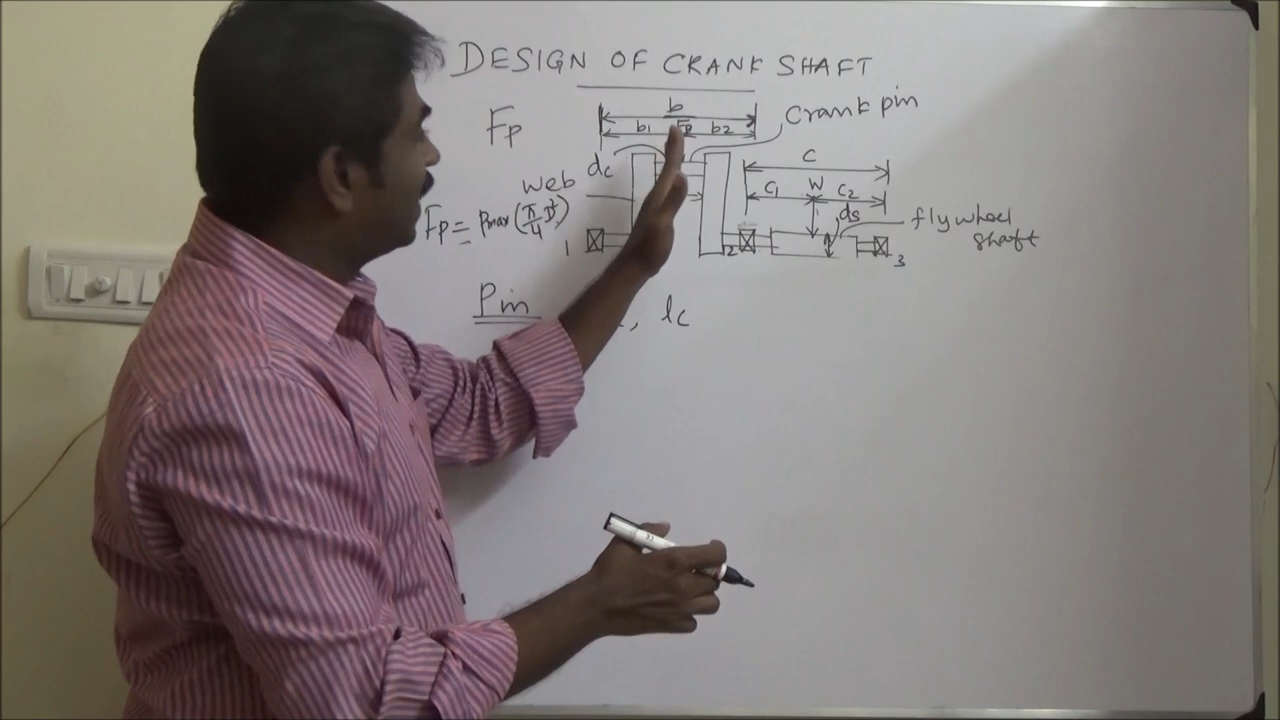 DESIGN OF CRANK SHAFT
Fp
b
b1 Fp b2
Crank pin
dc
web
c
c1 W c2
ds
flywheel
shaft
Fp = Pmax (π/4 D²)
1
2
3
Pin
, lc